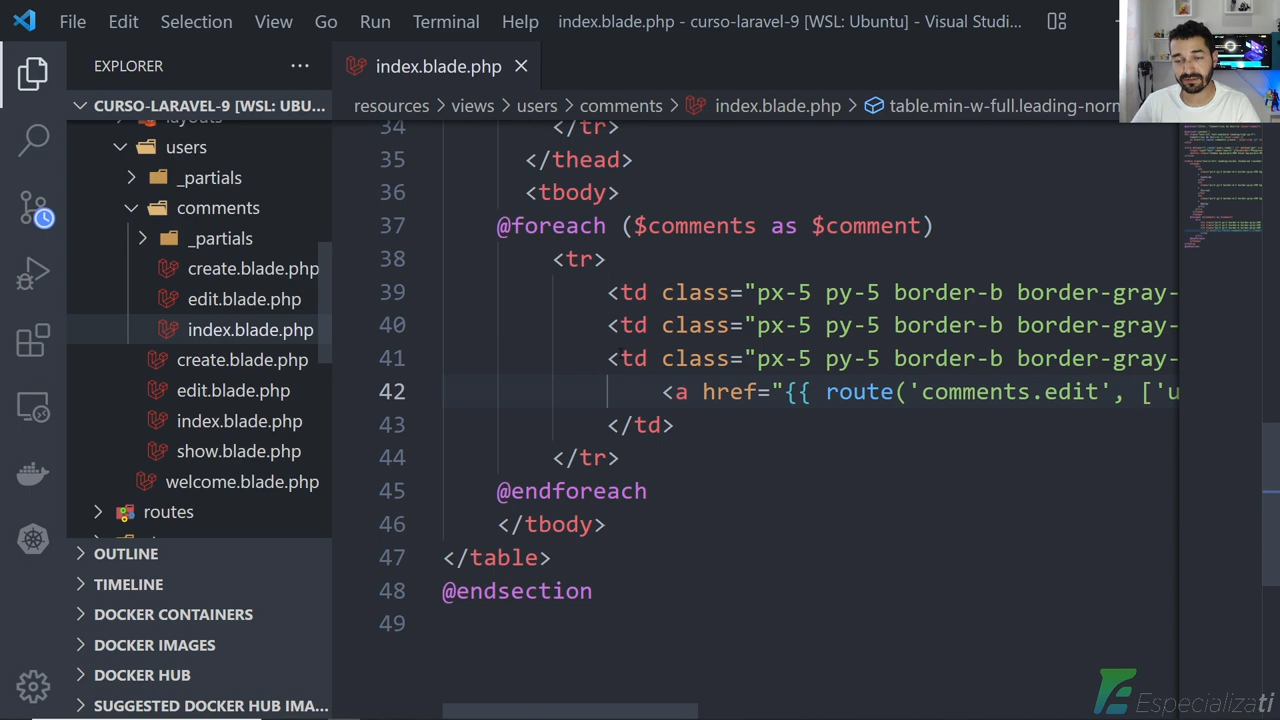 File Edit Selection View Go Run Terminal Help index.blade.php - curso-laravel-9 [WSL: Ubuntu] - Visual Studi...
EXPLORER
CURSO-LARAVEL-9 [WSL: UBU...
layouts
users
_partials
comments
_partials
create.blade.php
edit.blade.php
index.blade.php
create.blade.php
edit.blade.php
index.blade.php
show.blade.php
welcome.blade.php
routes
OUTLINE
TIMELINE
DOCKER CONTAINERS
DOCKER IMAGES
DOCKER HUB
SUGGESTED DOCKER HUB IMA...
index.blade.php
resources > views > users > comments > index.blade.php > table.min-w-full.leading-norm
34 </tr>
35 </thead>
36 <tbody>
37 @foreach ($comments as $comment)
38 <tr>
39 <td class="px-5 py-5 border-b border-gray-
40 <td class="px-5 py-5 border-b border-gray-
41 <td class="px-5 py-5 border-b border-gray-
42 <a href="{{ route('comments.edit', ['u
43 </td>
44 </tr>
45 @endforeach
46 </tbody>
47 </table>
48 @endsection
49
Especializati